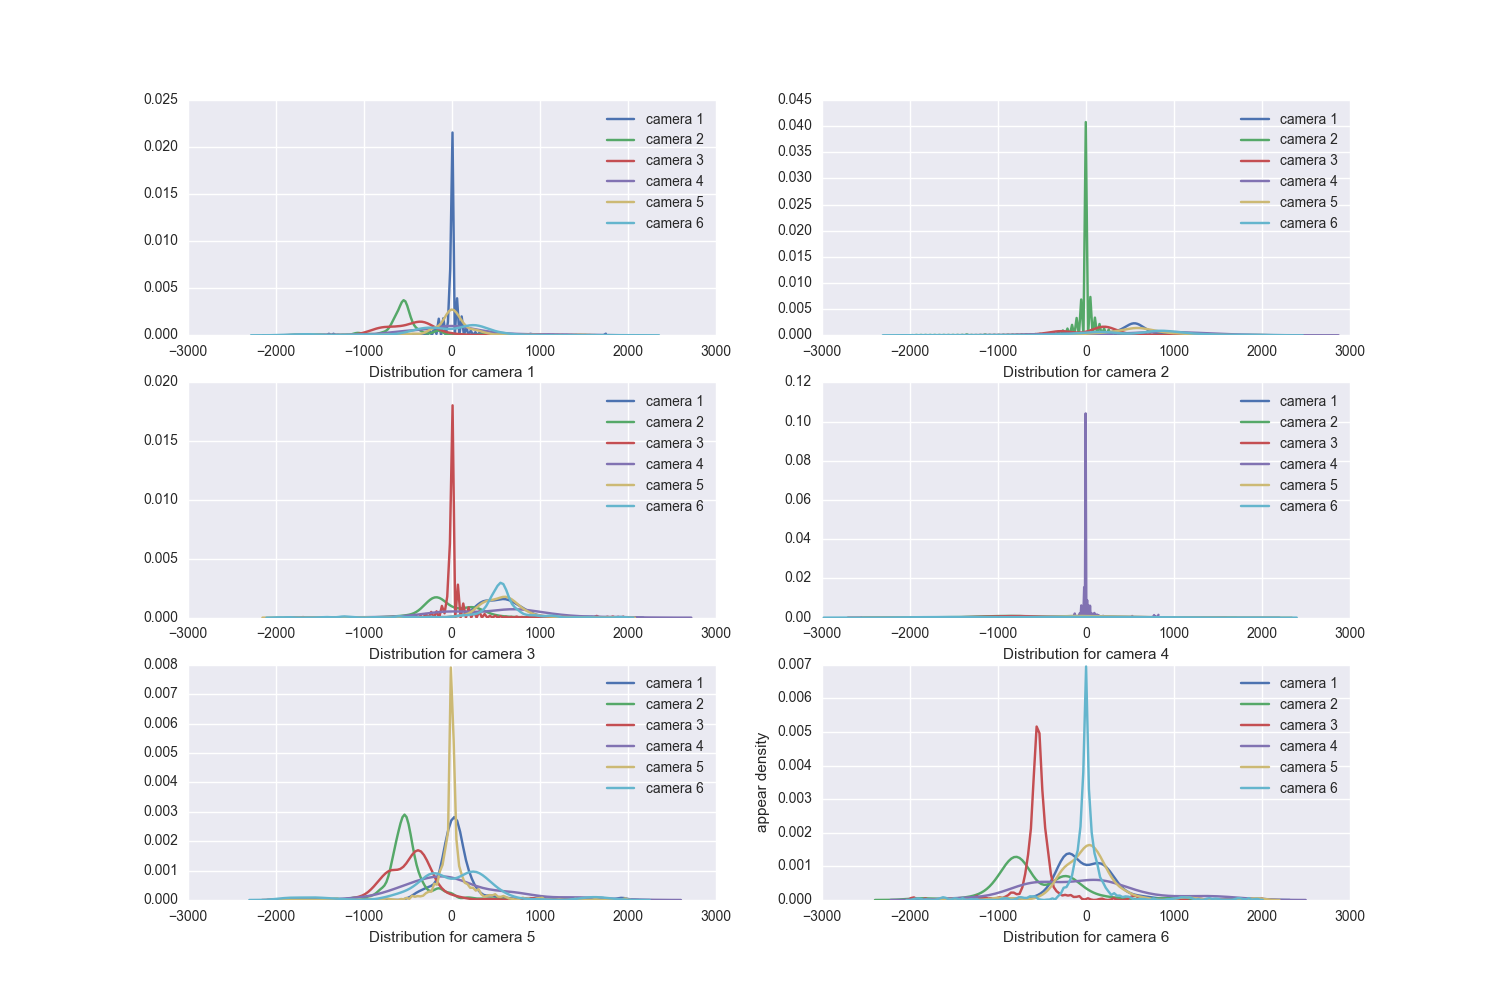 0.025
0.020
0.015
0.010
0.005
0.000
−3000 −2000 −1000 0 1000 2000 3000
camera 1
camera 2
camera 3
camera 4
camera 5
camera 6
Distribution for camera 1
0.045
0.040
0.035
0.030
0.025
0.020
0.015
0.010
0.005
0.000
−3000 −2000 −1000 0 1000 2000 3000
camera 1
camera 2
camera 3
camera 4
camera 5
camera 6
Distribution for camera 2
0.020
0.015
0.010
0.005
0.000
−3000 −2000 −1000 0 1000 2000 3000
camera 1
camera 2
camera 3
camera 4
camera 5
camera 6
Distribution for camera 3
0.12
0.10
0.08
0.06
0.04
0.02
0.00
−3000 −2000 −1000 0 1000 2000 3000
camera 1
camera 2
camera 3
camera 4
camera 5
camera 6
Distribution for camera 4
0.008
0.007
0.006
0.005
0.004
0.003
0.002
0.001
0.000
−3000 −2000 −1000 0 1000 2000 3000
camera 1
camera 2
camera 3
camera 4
camera 5
camera 6
Distribution for camera 5
appear density
0.007
0.006
0.005
0.004
0.003
0.002
0.001
0.000
−3000 −2000 −1000 0 1000 2000 3000
camera 1
camera 2
camera 3
camera 4
camera 5
camera 6
Distribution for camera 6